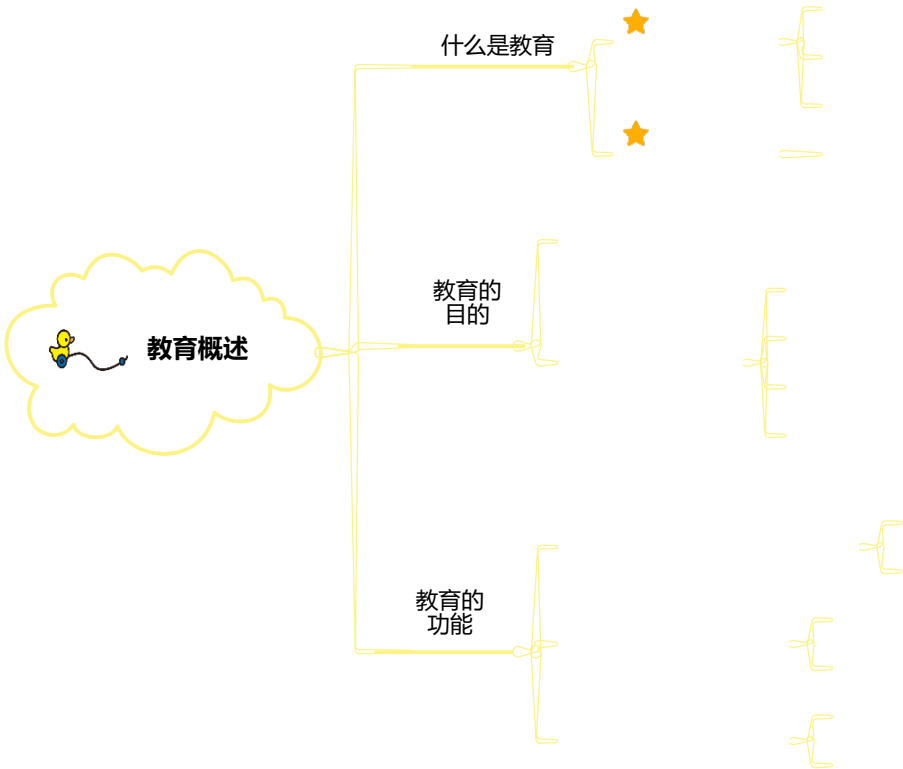 什么是教育
教育的
目的
教育概述
教育的
功能